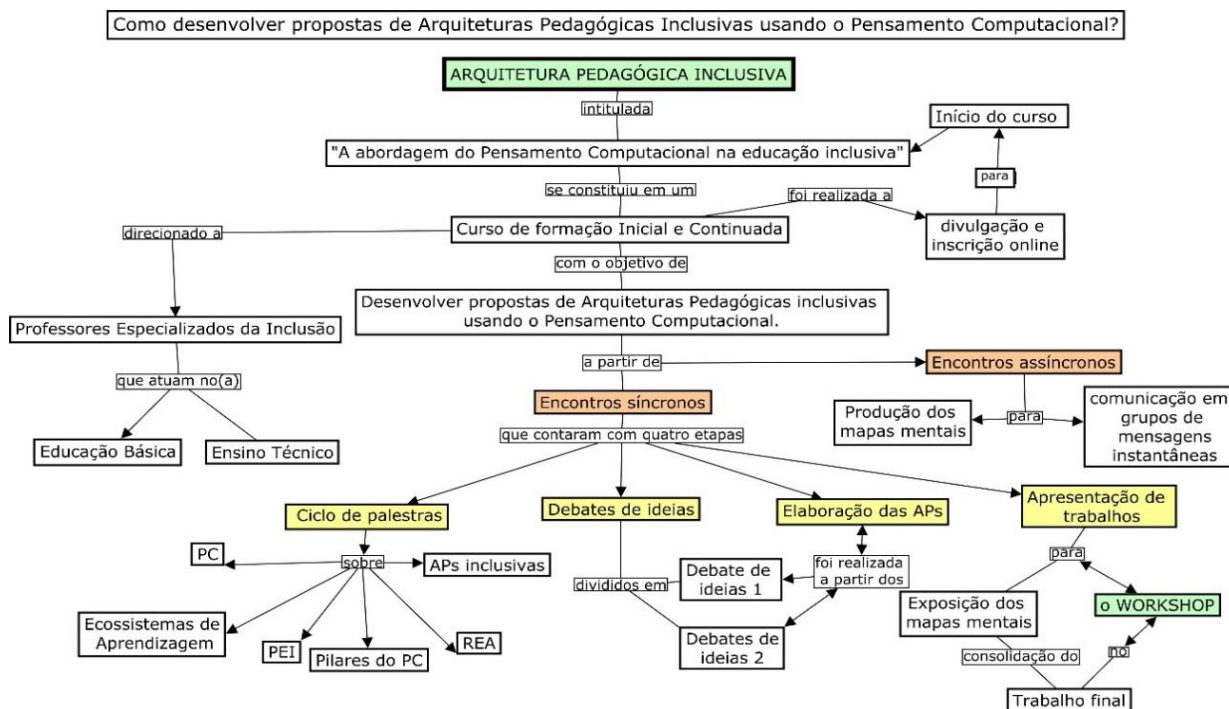 Como desenvolver propostas de Arquiteturas Pedagógicas Inclusivas usando o Pensamento Computacional?
ARQUITETURA PEDAGÓGICA INCLUSIVA
intitulada
Início do curso
"A abordagem do Pensamento Computacional na educação inclusiva"
para
se constituiu em um
foi realizada a
direcionado a
Curso de formação Inicial e Continuada
divulgação e
inscrição online
com o objetivo de
Desenvolver propostas de Arquiteturas Pedagógicas inclusivas
usando o Pensamento Computacional.
Professores Especializados da Inclusão
a partir de
Encontros assíncronos
que atuam no(a)
Encontros síncronos
Produção dos
mapas mentais
para
comunicação em
grupos de
mensagens
instantâneas
que contaram com quatro etapas
Educação Básica
Ensino Técnico
Ciclo de palestras
Debates de ideias
Elaboração das APs
Apresentação de
trabalhos
PC
sobre
APs inclusivas
divididos em
Debate de
ideias 1
foi realizada
a partir dos
para
Ecossistemas de
Aprendizagem
PEI
Pilares do PC
REA
Debates de
ideias 2
Exposição dos
mapas mentais
o WORKSHOP
consolidação do
no
Trabalho final